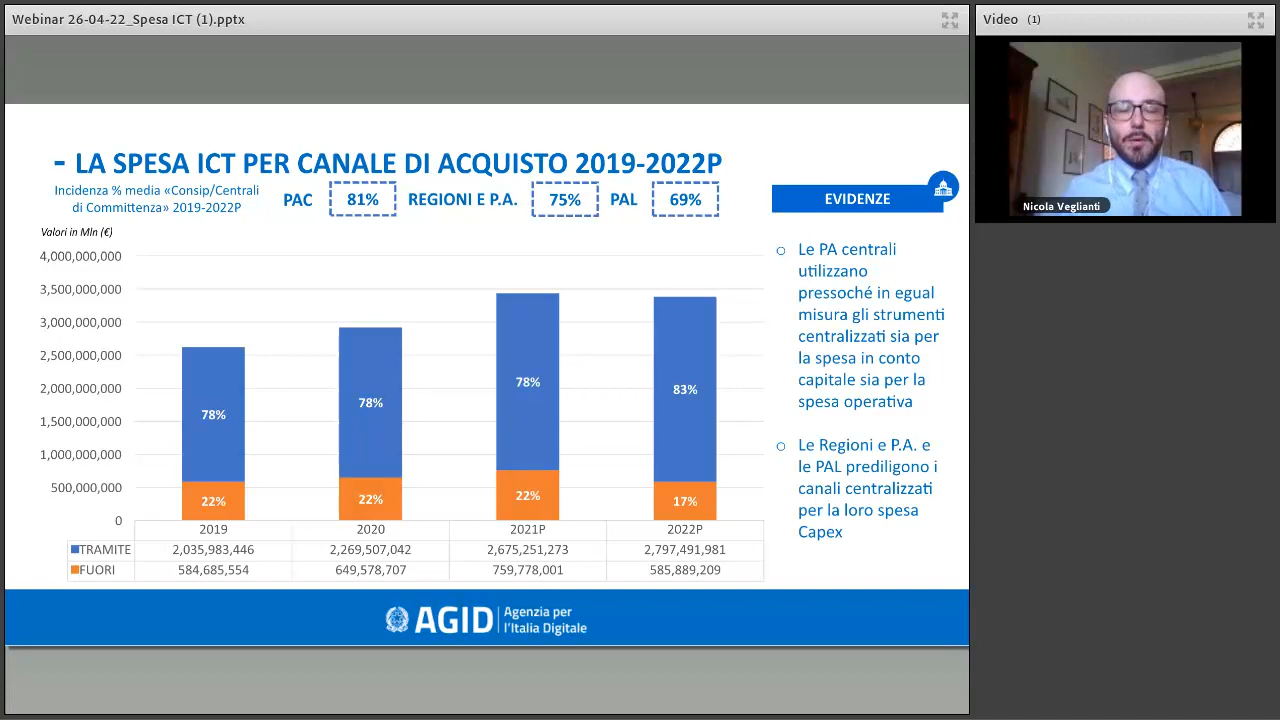 Webinar 26-04-22_Spesa ICT (1).pptx
Video (1)
Nicola Veglianti
- LA SPESA ICT PER CANALE DI ACQUISTO 2019-2022P
Incidenza % media «Consip/Centrali
di Committenza» 2019-2022P
PAC 81% REGIONI E P.A. 75% PAL 69%
Valori in Mln (€)
4,000,000,000
3,500,000,000
3,000,000,000
2,500,000,000
2,000,000,000
1,500,000,000
1,000,000,000
500,000,000
0
78% 78% 78% 83%
22% 22% 22% 17%
2019 2020 2021P 2022P
TRAMITE 2,035,983,446 2,269,507,042 2,675,251,273 2,797,491,981
FUORI 584,685,554 649,578,707 759,778,001 585,889,209
EVIDENZE
Le PA centrali
utilizzano
pressoché in egual
misura gli strumenti
centralizzati sia per
la spesa in conto
capitale sia per la
spesa operativa
Le Regioni e P.A. e
le PAL prediligono i
canali centralizzati
per la loro spesa
Capex
AGID
Agenzia per
l'Italia Digitale